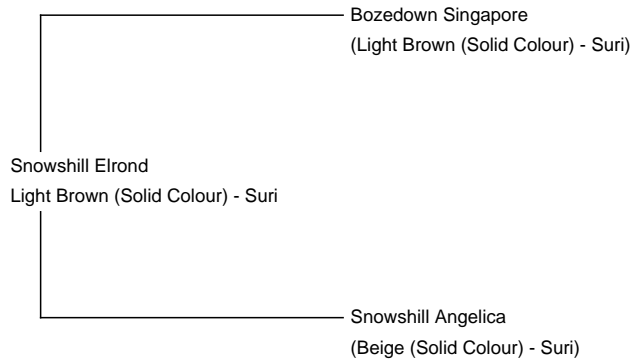 Bozedown Singapore
(Light Brown (Solid Colour) - Suri)
Snowshill Elrond
Light Brown (Solid Colour) - Suri
Snowshill Angelica
(Beige (Solid Colour) - Suri)